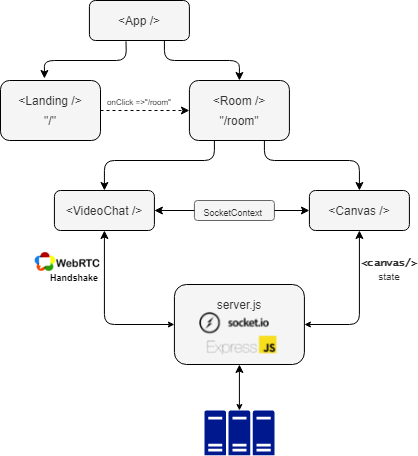 <App />
<Landing />
"/"
onClick =>"/room"
<Room />
"/room"
<VideoChat />
SocketContext
<Canvas />
WebRTC
Handshake
<canvas/>
state
server.js
socket.io
Express
JS